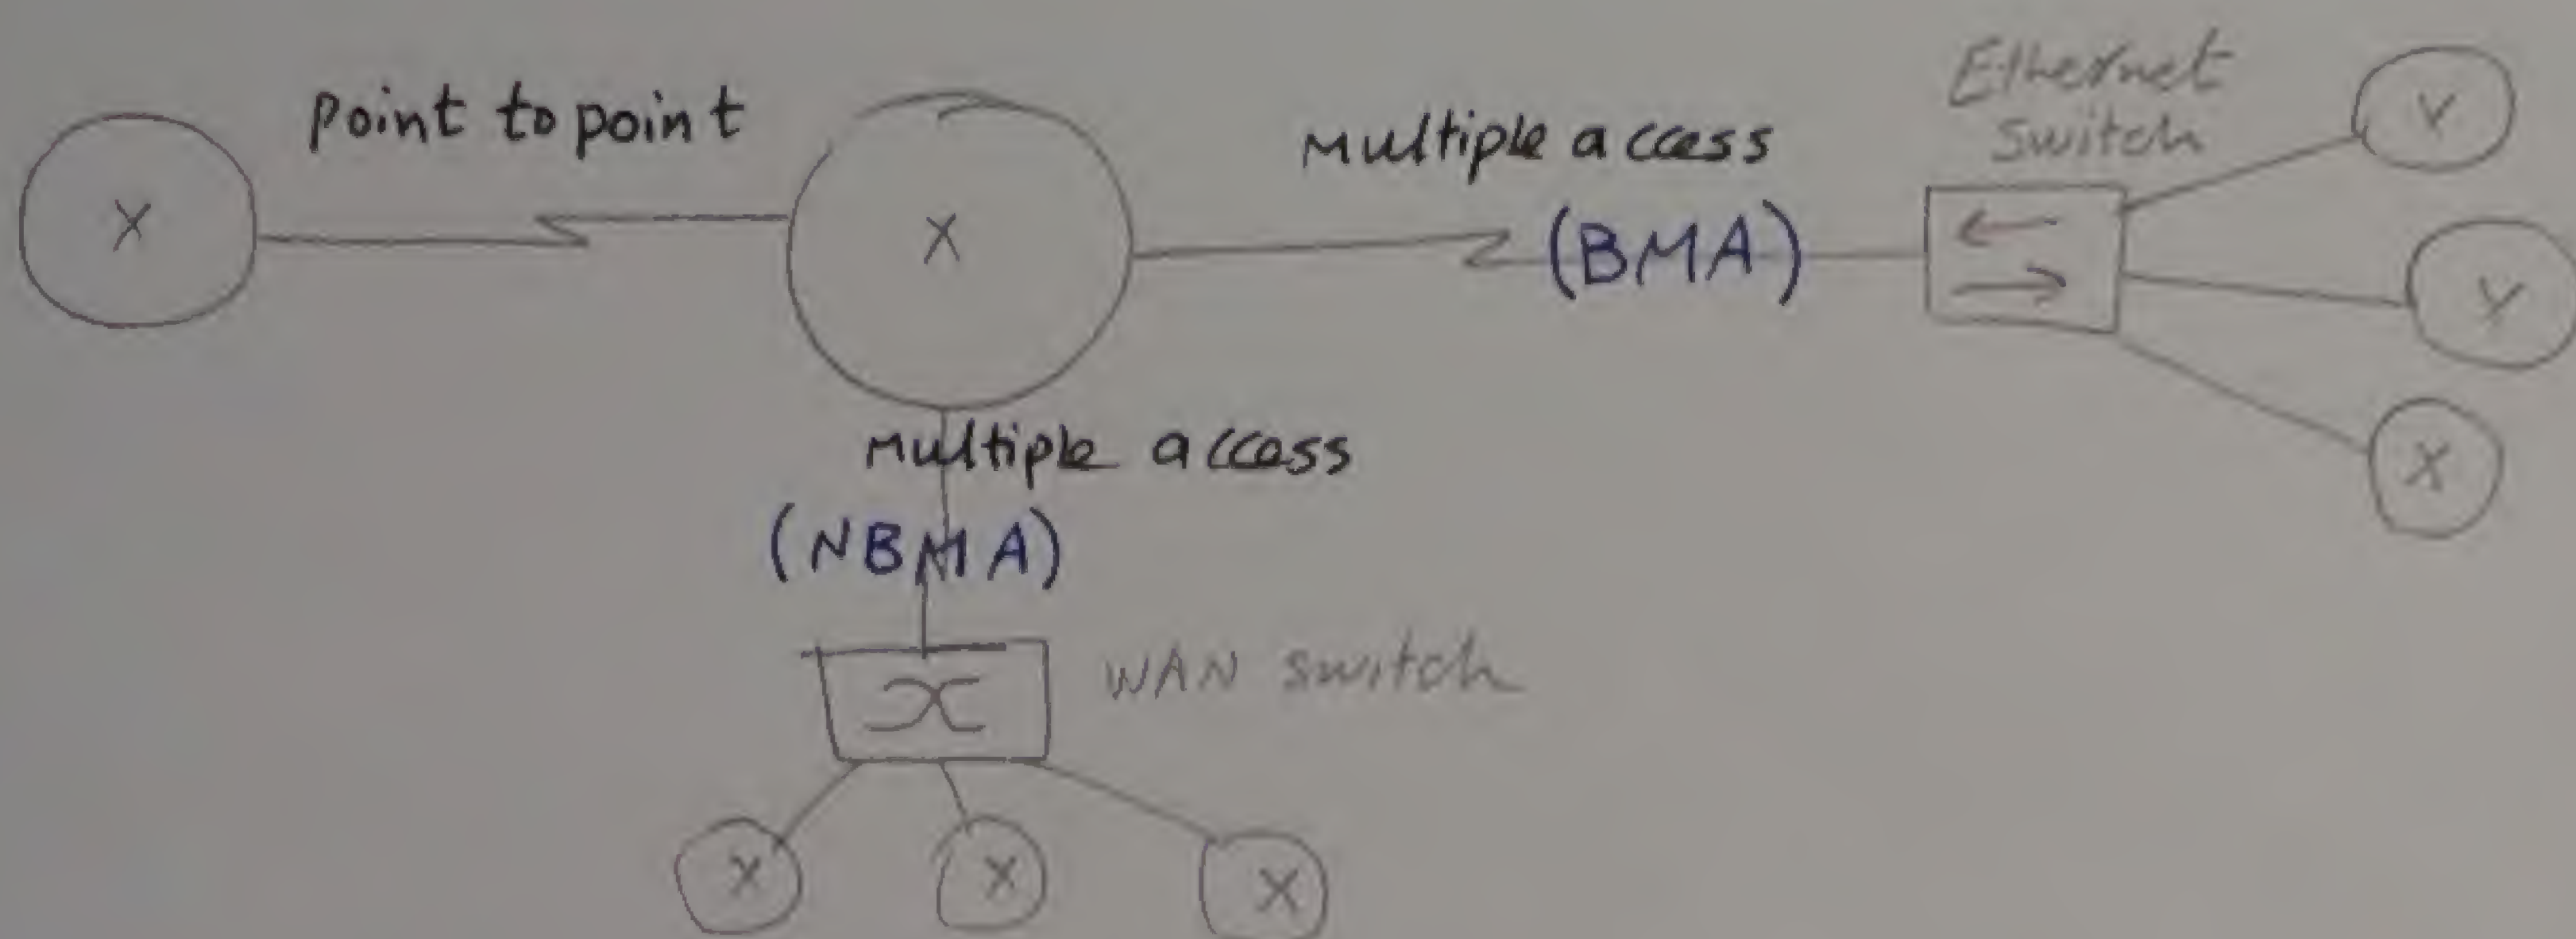 point to point
Multiple access
(BMA)
Ethernet
Switch
X
X
Y
Y
X
Multiple access
(NBMA)
WAN switch
X
X
X